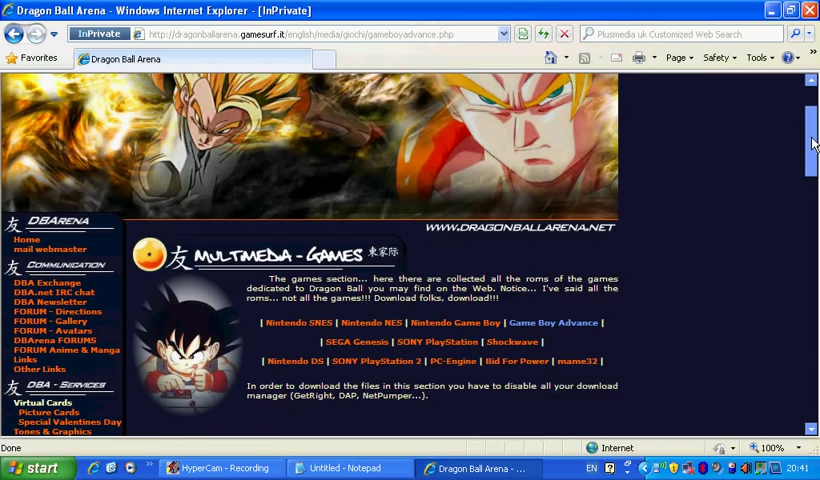 Dragon Ball Arena - Windows Internet Explorer - [InPrivate]
InPrivate http://dragonballarena.gamesurf.it/english/media/giochi/gameboyadvance.php Plusmedia uk Customized Web Search
Favorites Dragon Ball Arena Page Safety Tools
WWW.DRAGONBALLARENA.NET
友 DBArena
Home
mail webmaster
友 Communication
DBA Exchange
DBA.net IRC chat
DBA Newsletter
FORUM - Directions
FORUM - Gallery
FORUM - Avatars
DBArena FORUMS
FORUM Anime & Manga
Links
Other Links
友 DBA - Services
Virtual Cards
Picture Cards
Special Valentines Day
Tones & Graphics
友 Multimedia - Games 東家际
The games section... here there are collected all the roms of the games
dedicated to Dragon Ball you may find on the Web. Notice... I've said all the
roms... not all the games!!! Download folks, download!!!
| Nintendo SNES | Nintendo NES | Nintendo Game Boy | Game Boy Advance |
| SEGA Genesis | SONY PlayStation | Shockwave |
| Nintendo DS | SONY PlayStation 2 | PC-Engine | Bid For Power | mame32 |
In order to download the files in this section you have to disable all your download
manager (GetRight, DAP, NetPumper...).
Done Internet 100%
start HyperCam - Recording Untitled - Notepad Dragon Ball Arena - ... EN 20:41